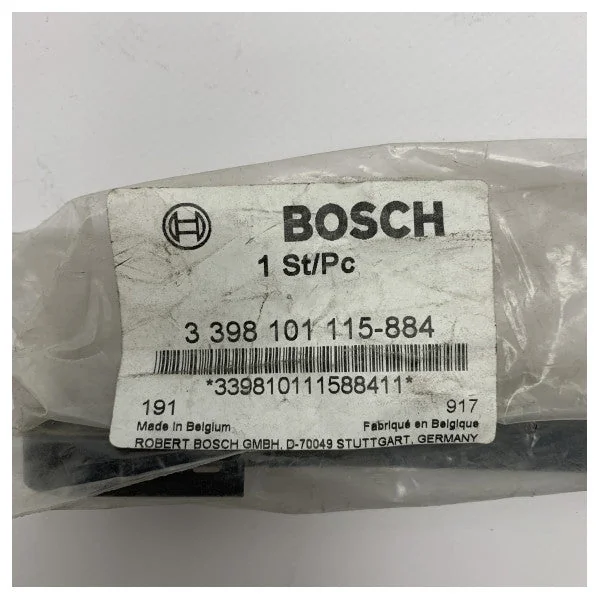 BOSCH
1 St/Pc
3 398 101 115-884
*339810111588411*
191 917
Made in Belgium Fabriqué en Belgique
ROBERT BOSCH GMBH, D-70049 STUTTGART, GERMANY